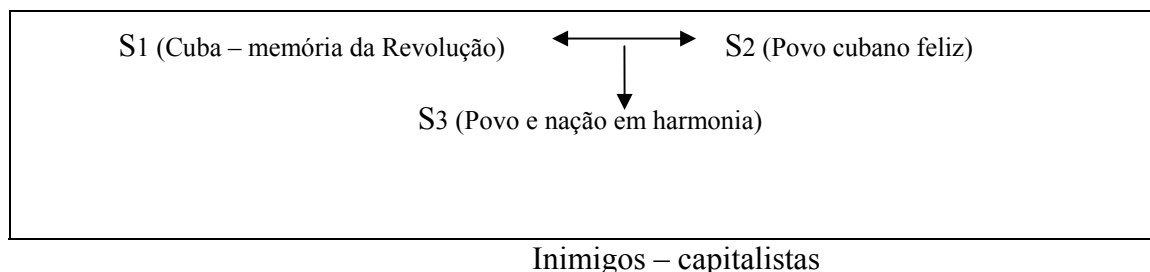 S1 (Cuba – memória da Revolução) S2 (Povo cubano feliz)
S3 (Povo e nação em harmonia)
Inimigos – capitalistas